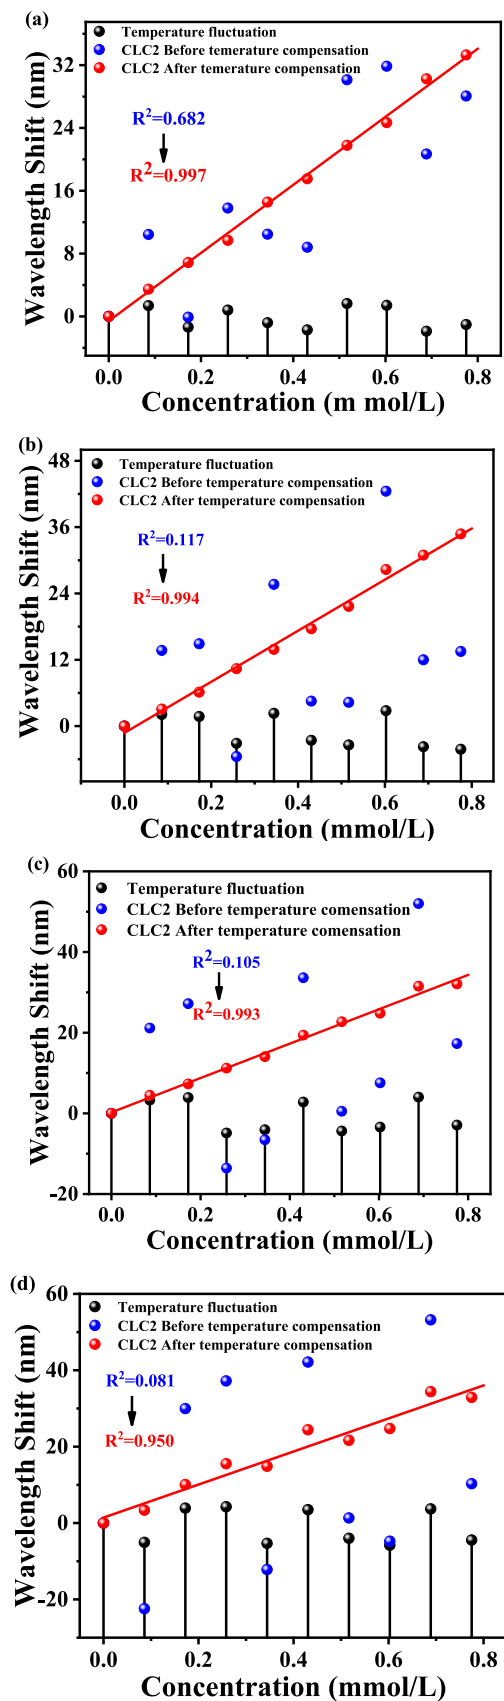 (a)
Temperature fluctuation
CLC2 Before temerature compensation
CLC2 After temerature compensation
R²=0.682
R²=0.997
Wavelength Shift (nm)
32
24
16
8
0
0.0 0.2 0.4 0.6 0.8
Concentration (m mol/L)
(b)
Temperature fluctuation
CLC2 Before temperature compensation
CLC2 After temperature compensation
R²=0.117
R²=0.994
Wavelength Shift (nm)
48
36
24
12
0
0.0 0.2 0.4 0.6 0.8
Concentration (mmol/L)
(c)
Temperature fluctuation
CLC2 Before temperature comensation
CLC2 After temperature comensation
R²=0.105
R²=0.993
Wavelength Shift (nm)
60
40
20
0
-20
0.0 0.2 0.4 0.6 0.8
Concentration (mmol/L)
(d)
Temperature fluctuation
CLC2 Before temperature compensation
CLC2 After temperature compensation
R²=0.081
R²=0.950
Wavelength Shift (nm)
60
40
20
0
-20
0.0 0.2 0.4 0.6 0.8
Concentration (mmol/L)